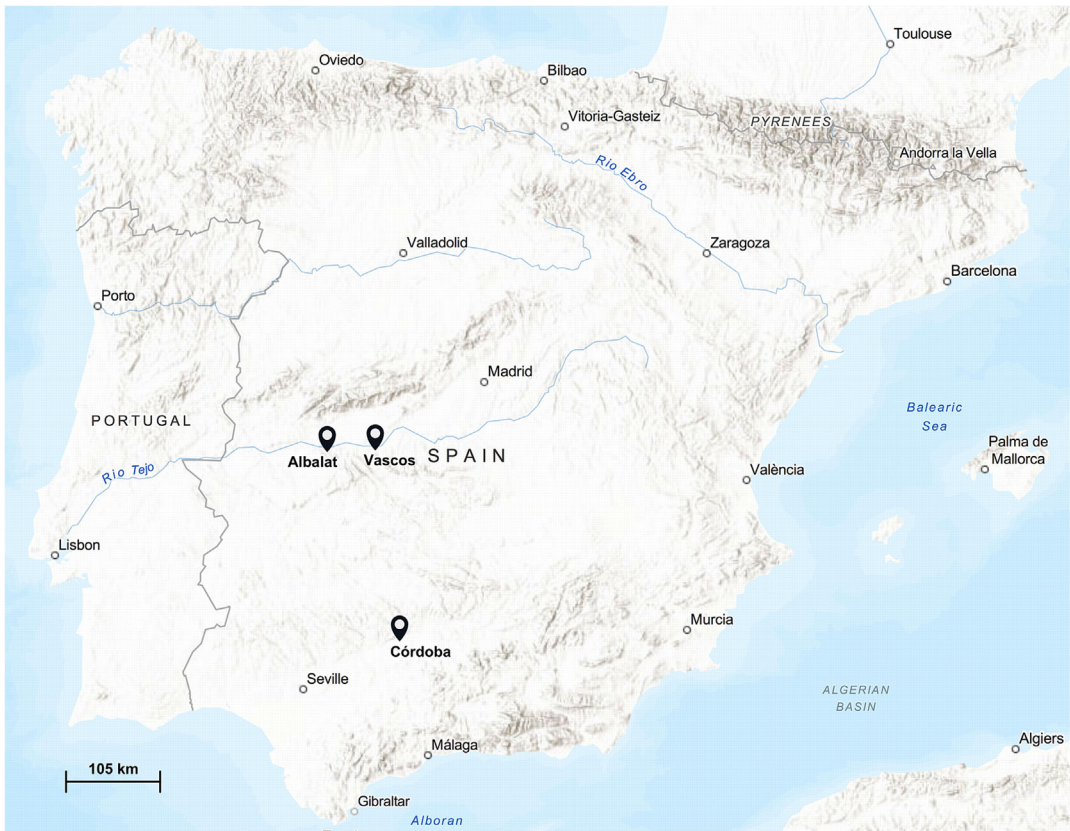 Toulouse
Oviedo
Bilbao
Vitoria-Gasteiz
PYRENEES
Andorra la Vella
Rio Ebro
Valladolid
Zaragoza
Barcelona
Porto
Madrid
PORTUGAL
Balearic
Sea
Albalat
Vascos
SPAIN
Palma de
Mallorca
Rio Tejo
València
Lisbon
Murcia
Córdoba
Seville
ALGERIAN
BASIN
Málaga
Algiers
105 km
Gibraltar
Alboran